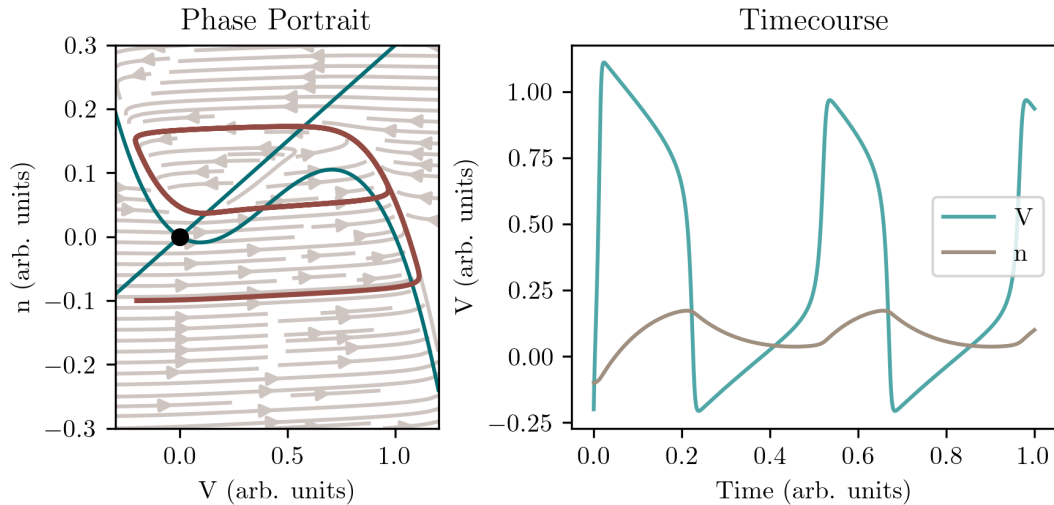 Phase Portrait
0.3
0.2
0.1
0.0
−0.1
−0.2
−0.3
n (arb. units)
0.0 0.5 1.0
V (arb. units)
Timecourse
1.00
0.75
0.50
0.25
0.00
−0.25
V (arb. units)
V
n
0.0 0.2 0.4 0.6 0.8 1.0
Time (arb. units)